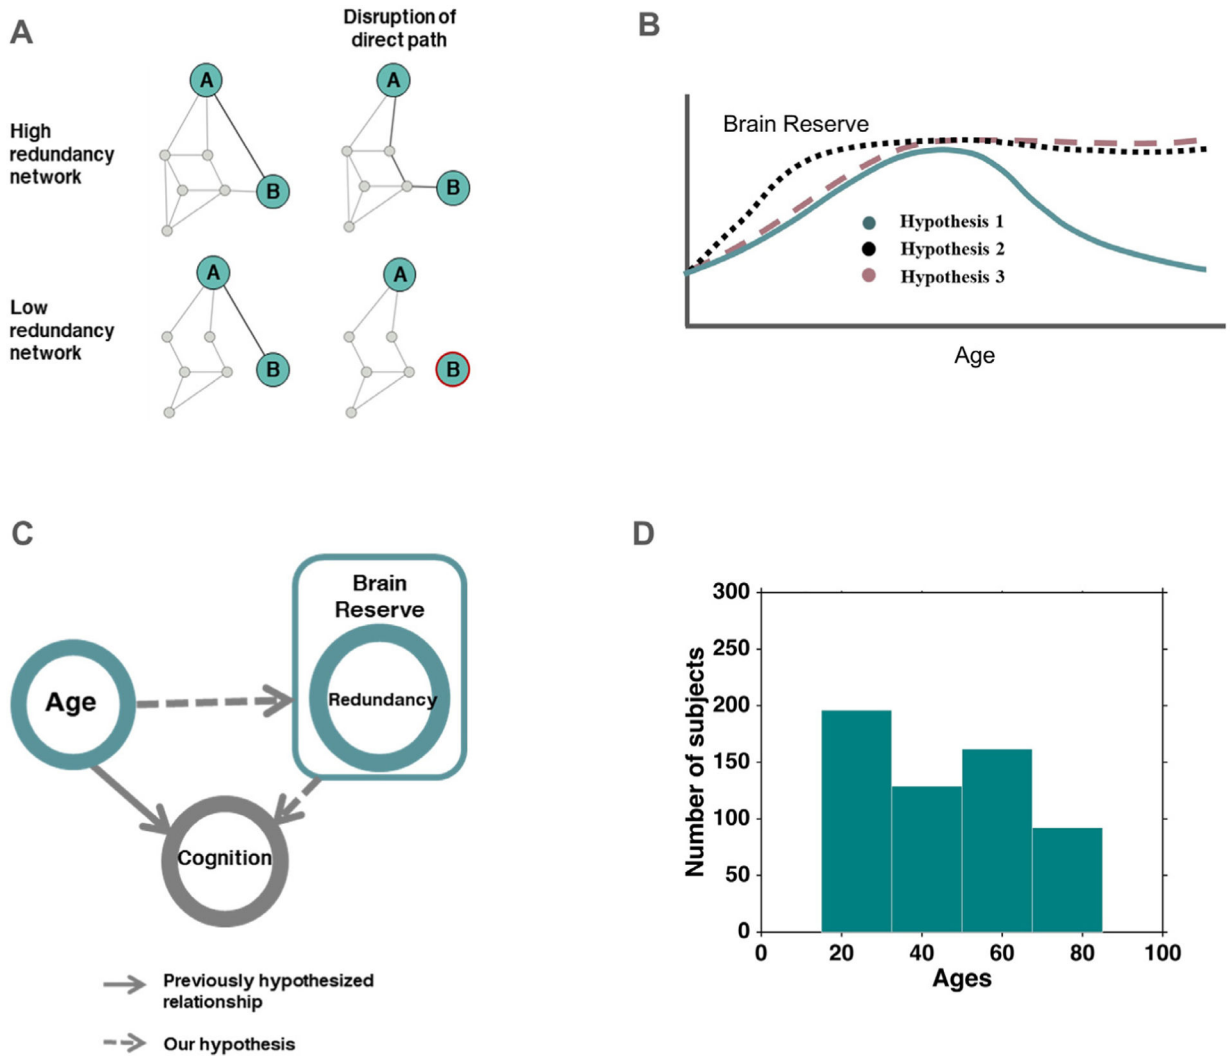 A
Disruption of
direct path
High
redundancy
network
A
B
A
B
Low
redundancy
network
A
B
A
B
B
Brain Reserve
Hypothesis 1
Hypothesis 2
Hypothesis 3
Age
C
Brain
Reserve
Age
Redundancy
Cognition
Previously hypothesized
relationship
Our hypothesis
D
300
250
200
150
100
50
0
Number of subjects
0 20 40 60 80 100
Ages